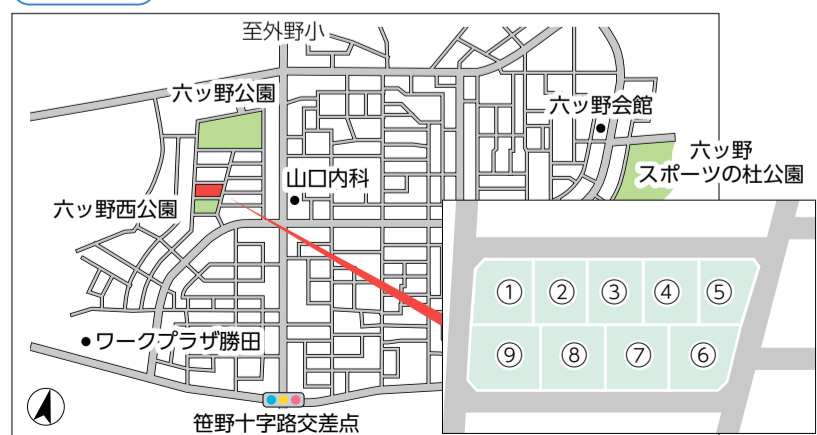 至外野小
六ッ野公園
六ッ野会館
六ッ野
スポーツの杜公園
山口内科
六ッ野西公園
ワークプラザ勝田
笹野十字路交差点
① ② ③ ④ ⑤
⑨ ⑧ ⑦ ⑥